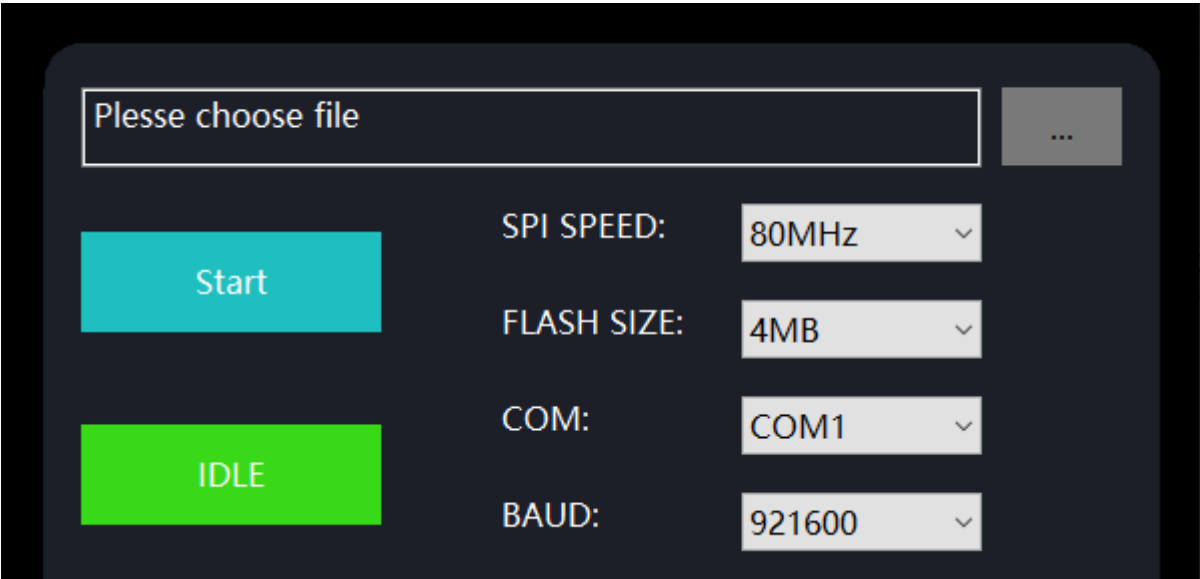 Plesse choose file
...
Start
SPI SPEED:
80MHz
FLASH SIZE:
4MB
IDLE
COM:
COM1
BAUD:
921600